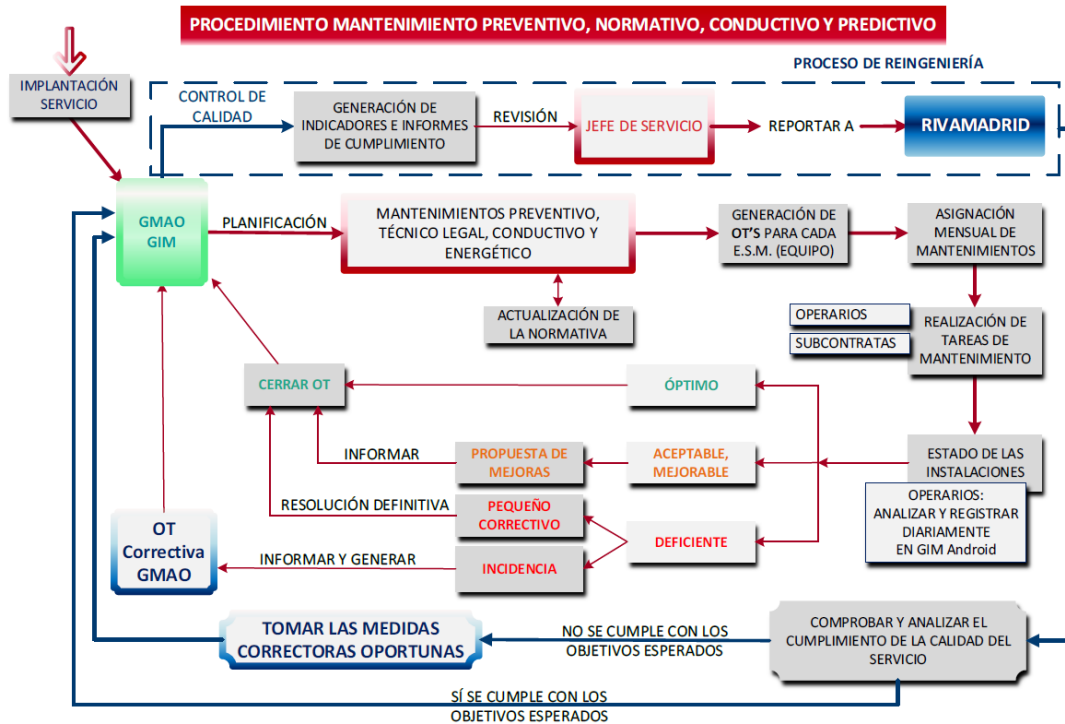 PROCEDIMIENTO MANTENIMIENTO PREVENTIVO, NORMATIVO, CONDUCTIVO Y PREDICTIVO
PROCESO DE REINGENIERÍA
IMPLANTACIÓN
SERVICIO
CONTROL DE
CALIDAD
GENERACIÓN DE
INDICADORES E INFORMES
DE CUMPLIMIENTO
REVISIÓN
JEFE DE SERVICIO
REPORTAR A
RIVAMADRID
GMAO
GIM
PLANIFICACIÓN
MANTENIMIENTOS PREVENTIVO,
TÉCNICO LEGAL, CONDUCTIVO Y
ENERGÉTICO
GENERACIÓN DE
OT'S PARA CADA
E.S.M. (EQUIPO)
ASIGNACIÓN
MENSUAL DE
MANTENIMIENTOS
ACTUALIZACIÓN DE
LA NORMATIVA
OPERARIOS
SUBCONTRATAS
REALIZACIÓN DE
TAREAS DE
MANTENIMIENTO
CERRAR OT
ÓPTIMO
INFORMAR
PROPUESTA DE
MEJORAS
ACEPTABLE,
MEJORABLE
ESTADO DE LAS
INSTALACIONES
OPERARIOS:
ANALIZAR Y REGISTRAR
DIARIAMENTE
EN GIM Android
RESOLUCIÓN DEFINITIVA
PEQUEÑO
CORRECTIVO
DEFICIENTE
OT
Correctiva
GMAO
INFORMAR Y GENERAR
INCIDENCIA
TOMAR LAS MEDIDAS
CORRECTORAS OPORTUNAS
NO SE CUMPLE CON LOS
OBJETIVOS ESPERADOS
COMPROBAR Y ANALIZAR EL
CUMPLIMIENTO DE LA CALIDAD DEL
SERVICIO
SÍ SE CUMPLE CON LOS
OBJETIVOS ESPERADOS